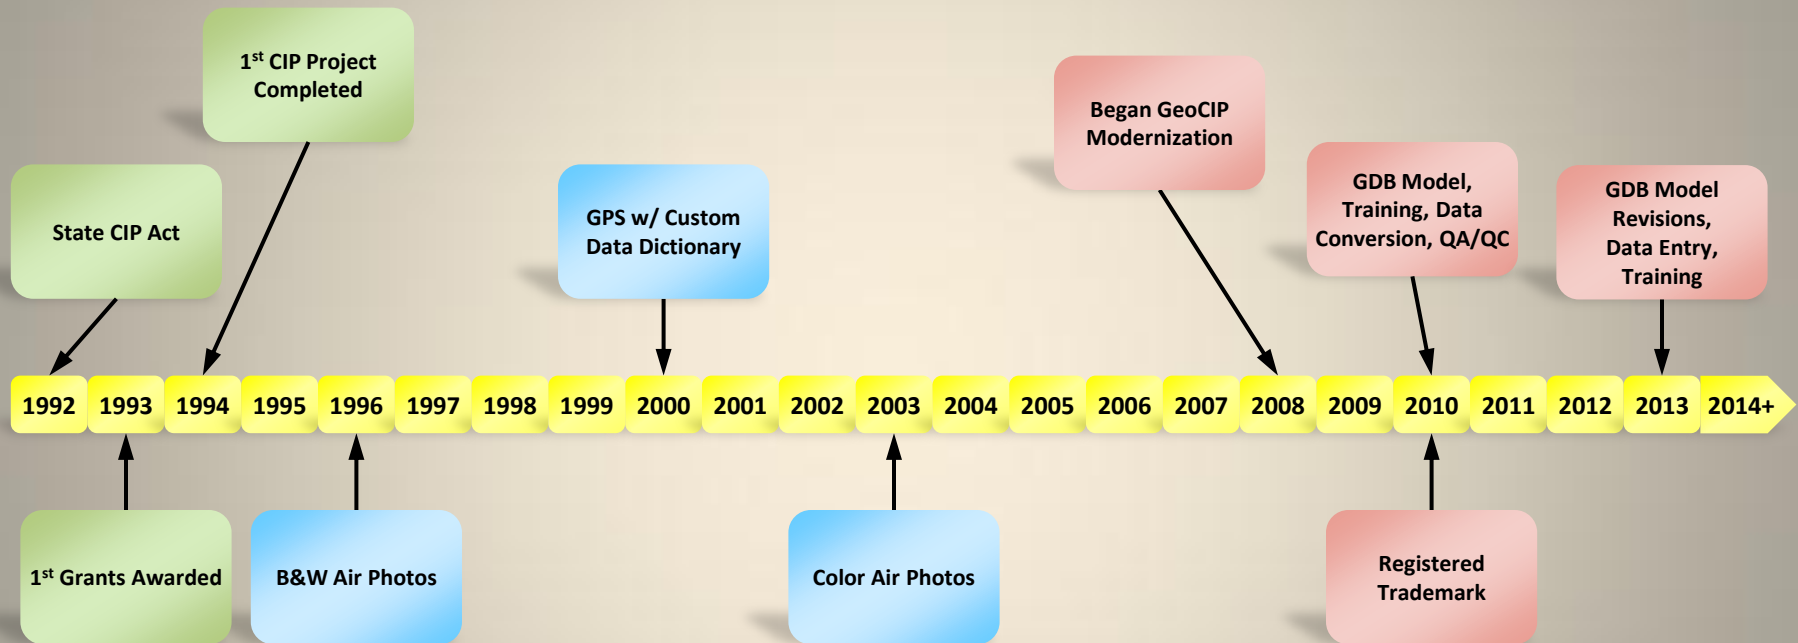 1st CIP Project
Completed
Began GeoCIP
Modernization
State CIP Act
GPS w/ Custom
Data Dictionary
GDB Model,
Training, Data
Conversion, QA/QC
GDB Model
Revisions,
Data Entry,
Training
1992 1993 1994 1995 1996 1997 1998 1999 2000 2001 2002 2003 2004 2005 2006 2007 2008 2009 2010 2011 2012 2013 2014+
1st Grants Awarded
B&W Air Photos
Color Air Photos
Registered
Trademark